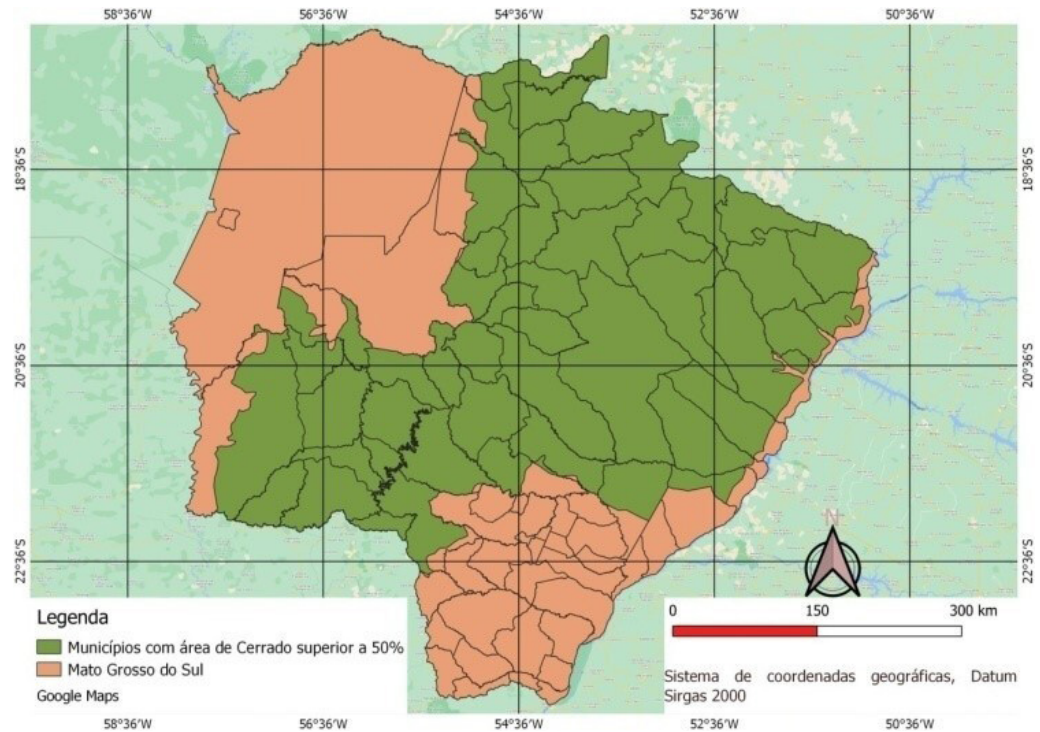 58°36'W 56°36'W 54°36'W 52°36'W 50°36'W
18°36'S 18°36'S
20°36'S 20°36'S
22°36'S 22°36'S
N
Legenda
Municípios com área de Cerrado superior a 50%
Mato Grosso do Sul
Google Maps
0 150 300 km
Sistema de coordenadas geográficas, Datum
Sirgas 2000
58°36'W 56°36'W 54°36'W 52°36'W 50°36'W